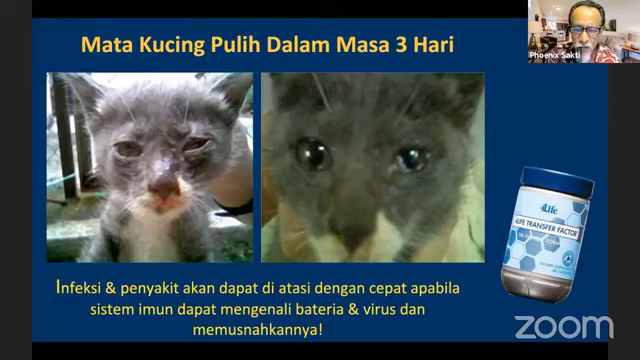 Mata Kucing Pulih Dalam Masa 3 Hari
Phoenix Sakti
4Life
4LIFE TRANSFER FACTOR
Infeksi & penyakit akan dapat di atasi dengan cepat apabila
sistem imun dapat mengenali bateria & virus dan
memusnahkannya!
zoom